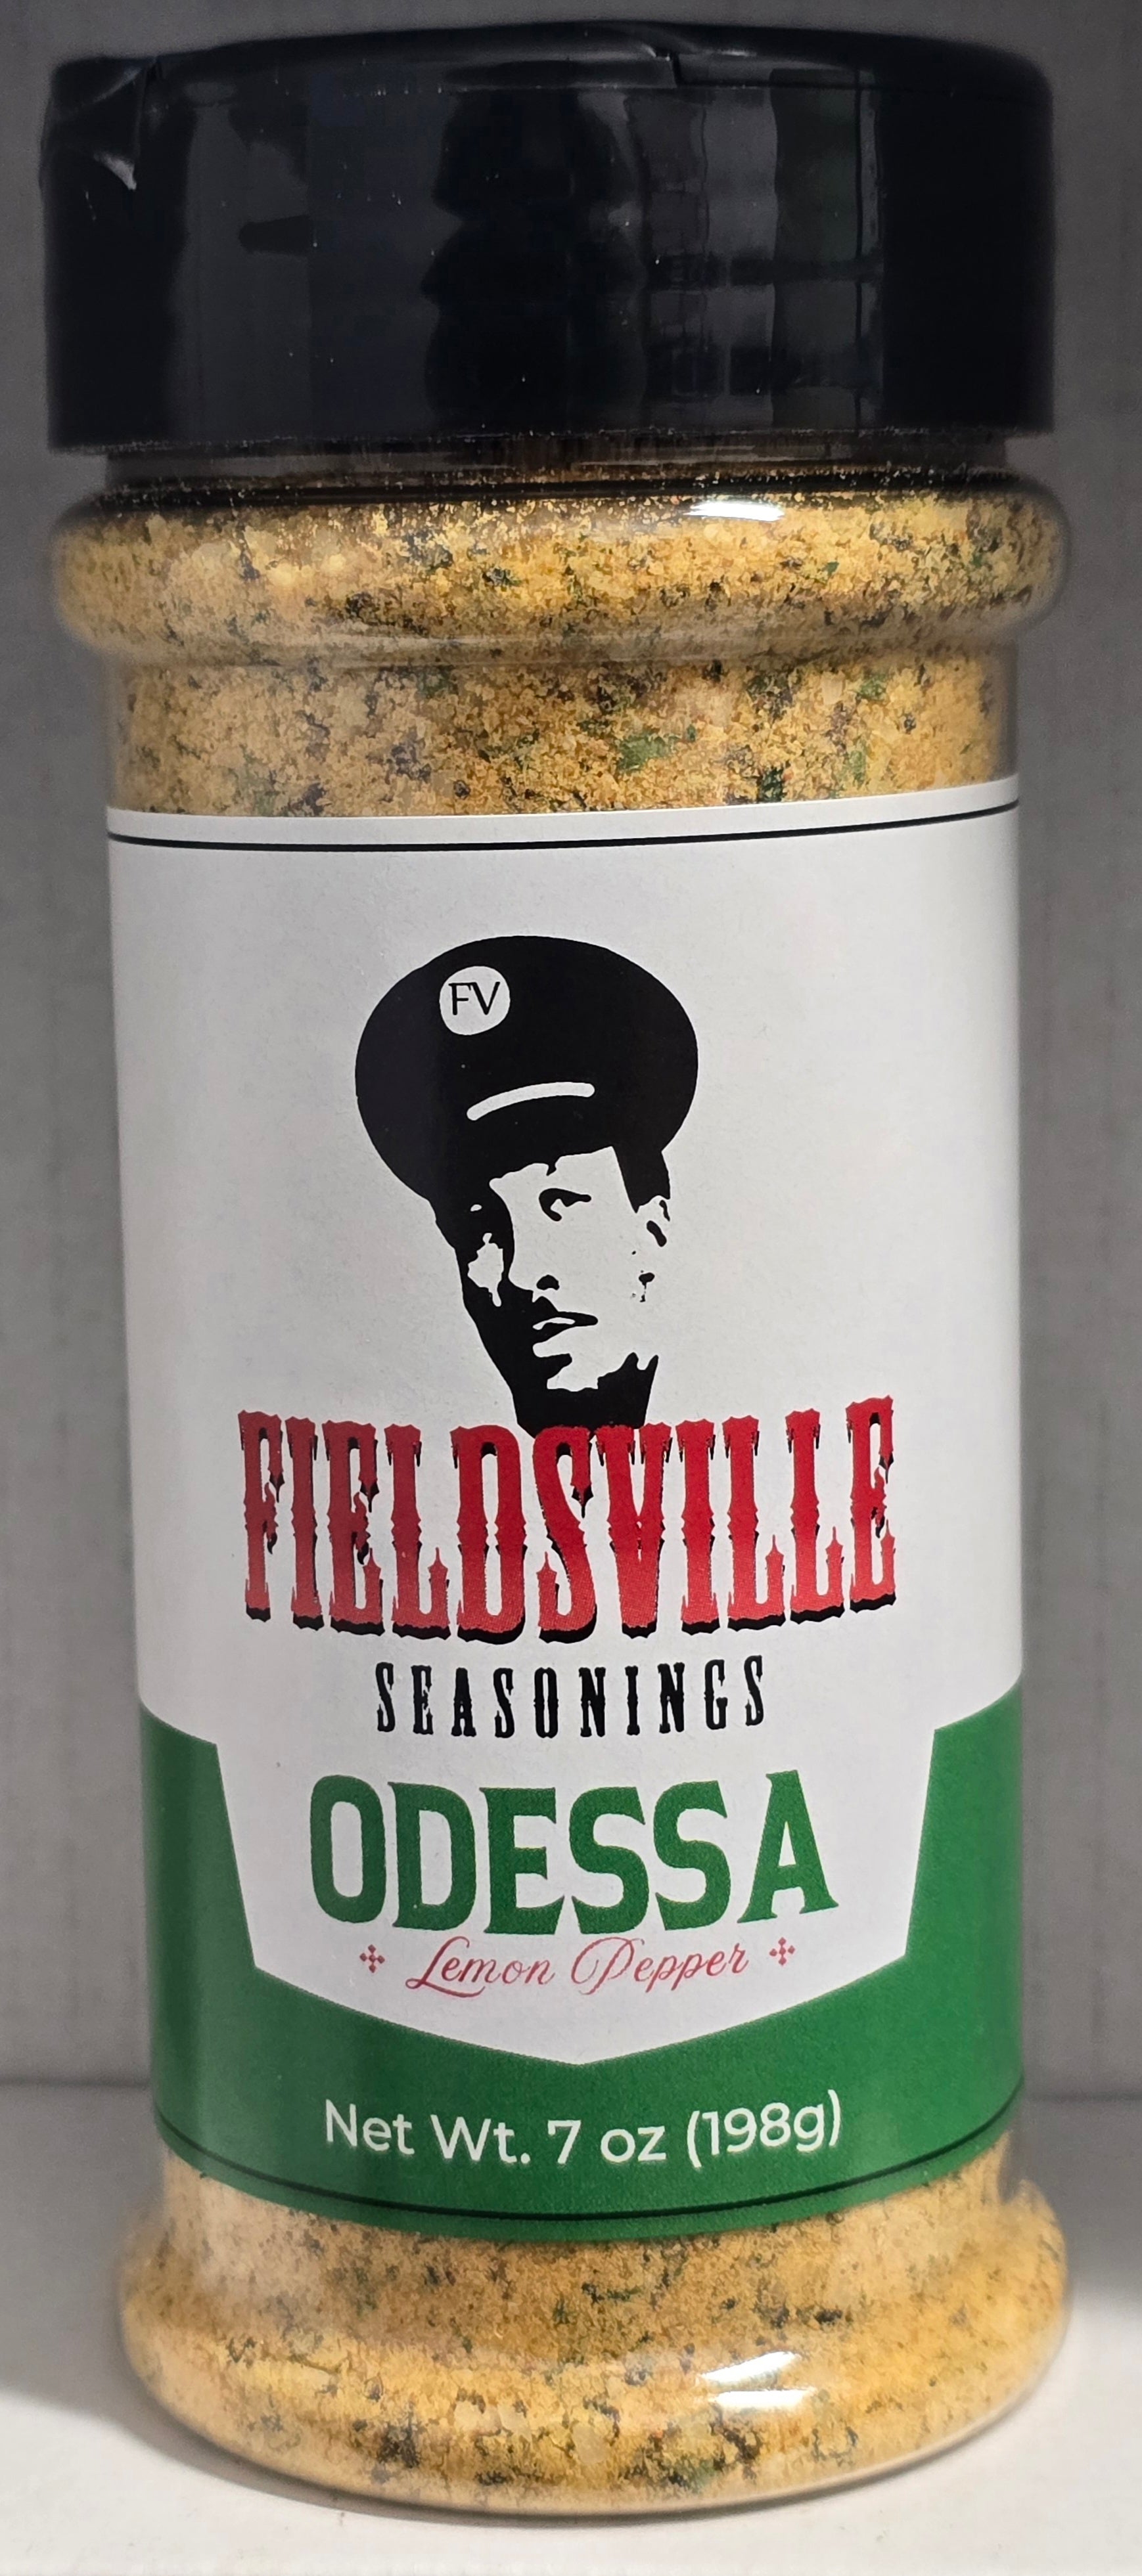 FV
FIELDSVILLE
SEASONINGS
ODESSA
Lemon Pepper
Net Wt. 7 oz (198g)